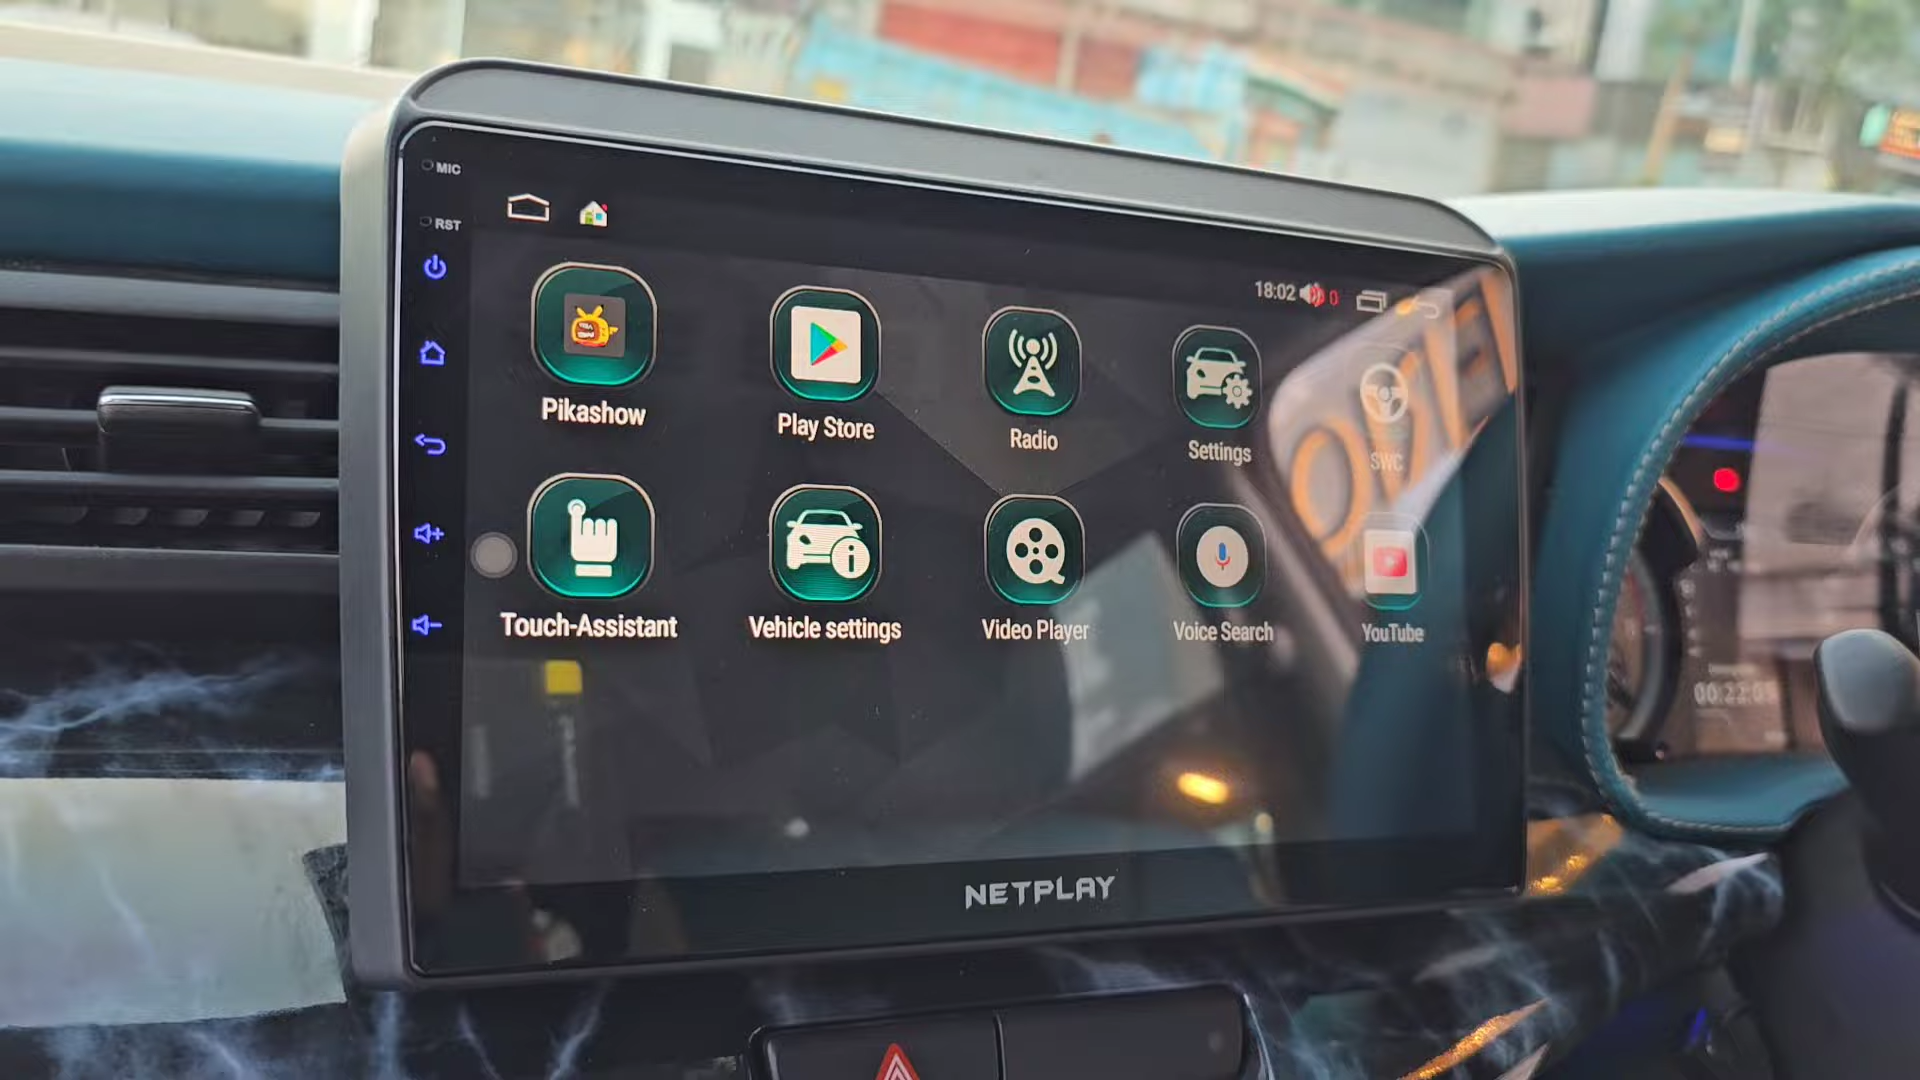 MIC
RST
18:02 0
Pikashow
Play Store
Radio
Settings
SWC
Touch-Assistant
Vehicle settings
Video Player
Voice Search
YouTube
NETPLAY